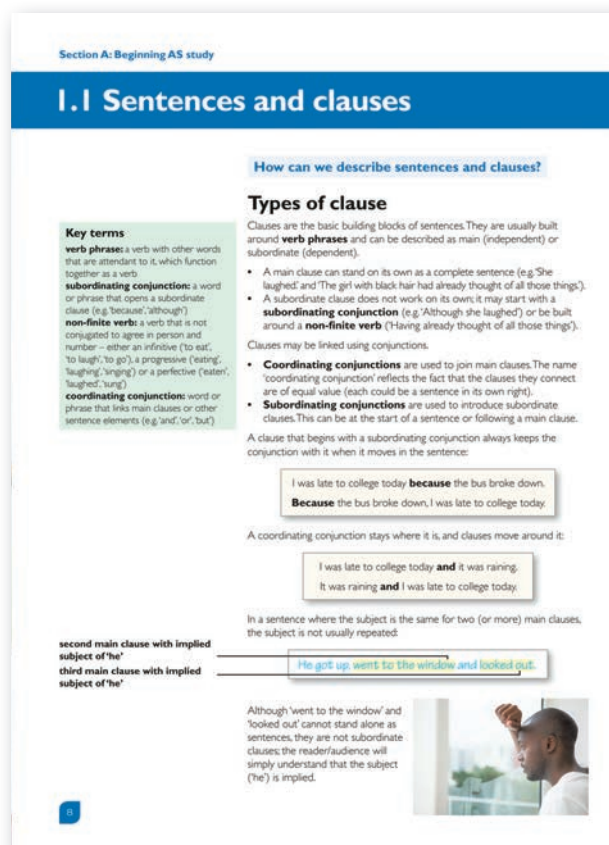 Section A: Beginning AS study
1.1 Sentences and clauses
How can we describe sentences and clauses?
Types of clause
Clauses are the basic building blocks of sentences. They are usually built
around verb phrases and can be described as main (independent) or
subordinate (dependent).
• A main clause can stand on its own as a complete sentence (e.g. 'She
laughed' and 'The girl with black hair had already thought of all those things').
• A subordinate clause does not work on its own; it may start with a
subordinating conjunction (e.g. 'Although she laughed') or be built
around a non-finite verb ('Having already thought of all those things').
Clauses may be linked using conjunctions.
• Coordinating conjunctions are used to join main clauses. The name
'coordinating conjunction' reflects the fact that the clauses they connect
are of equal value (each could be a sentence in its own right).
• Subordinating conjunctions are used to introduce subordinate
clauses. This can be at the start of a sentence or following a main clause.
A clause that begins with a subordinating conjunction always keeps the
conjunction with it when it moves in the sentence:
I was late to college today because the bus broke down.
Because the bus broke down, I was late to college today.
A coordinating conjunction stays where it is, and clauses move around it:
I was late to college today and it was raining.
It was raining and I was late to college today.
In a sentence where the subject is the same for two (or more) main clauses,
the subject is not usually repeated:
He got up, went to the window and looked out.
Although 'went to the window' and
'looked out' cannot stand alone as
sentences, they are not subordinate
clauses; the reader/audience will
simply understand that the subject
('he') is implied.
Key terms
verb phrase: a verb with other words
that are attendant to it, which function
together as a verb
subordinating conjunction: a word
or phrase that opens a subordinate
clause (e.g. 'because', 'although')
non-finite verb: a verb that is not
conjugated to agree in person and
number – either an infinitive ('to eat',
'to laugh', 'to go'), a progressive ('eating',
'laughing', 'singing') or a perfective ('eaten',
'laughed', 'sung')
coordinating conjunction: word or
phrase that links main clauses or other
sentence elements (e.g. 'and', 'or', 'but')
second main clause with implied
subject of 'he'
third main clause with implied
subject of 'he'
8